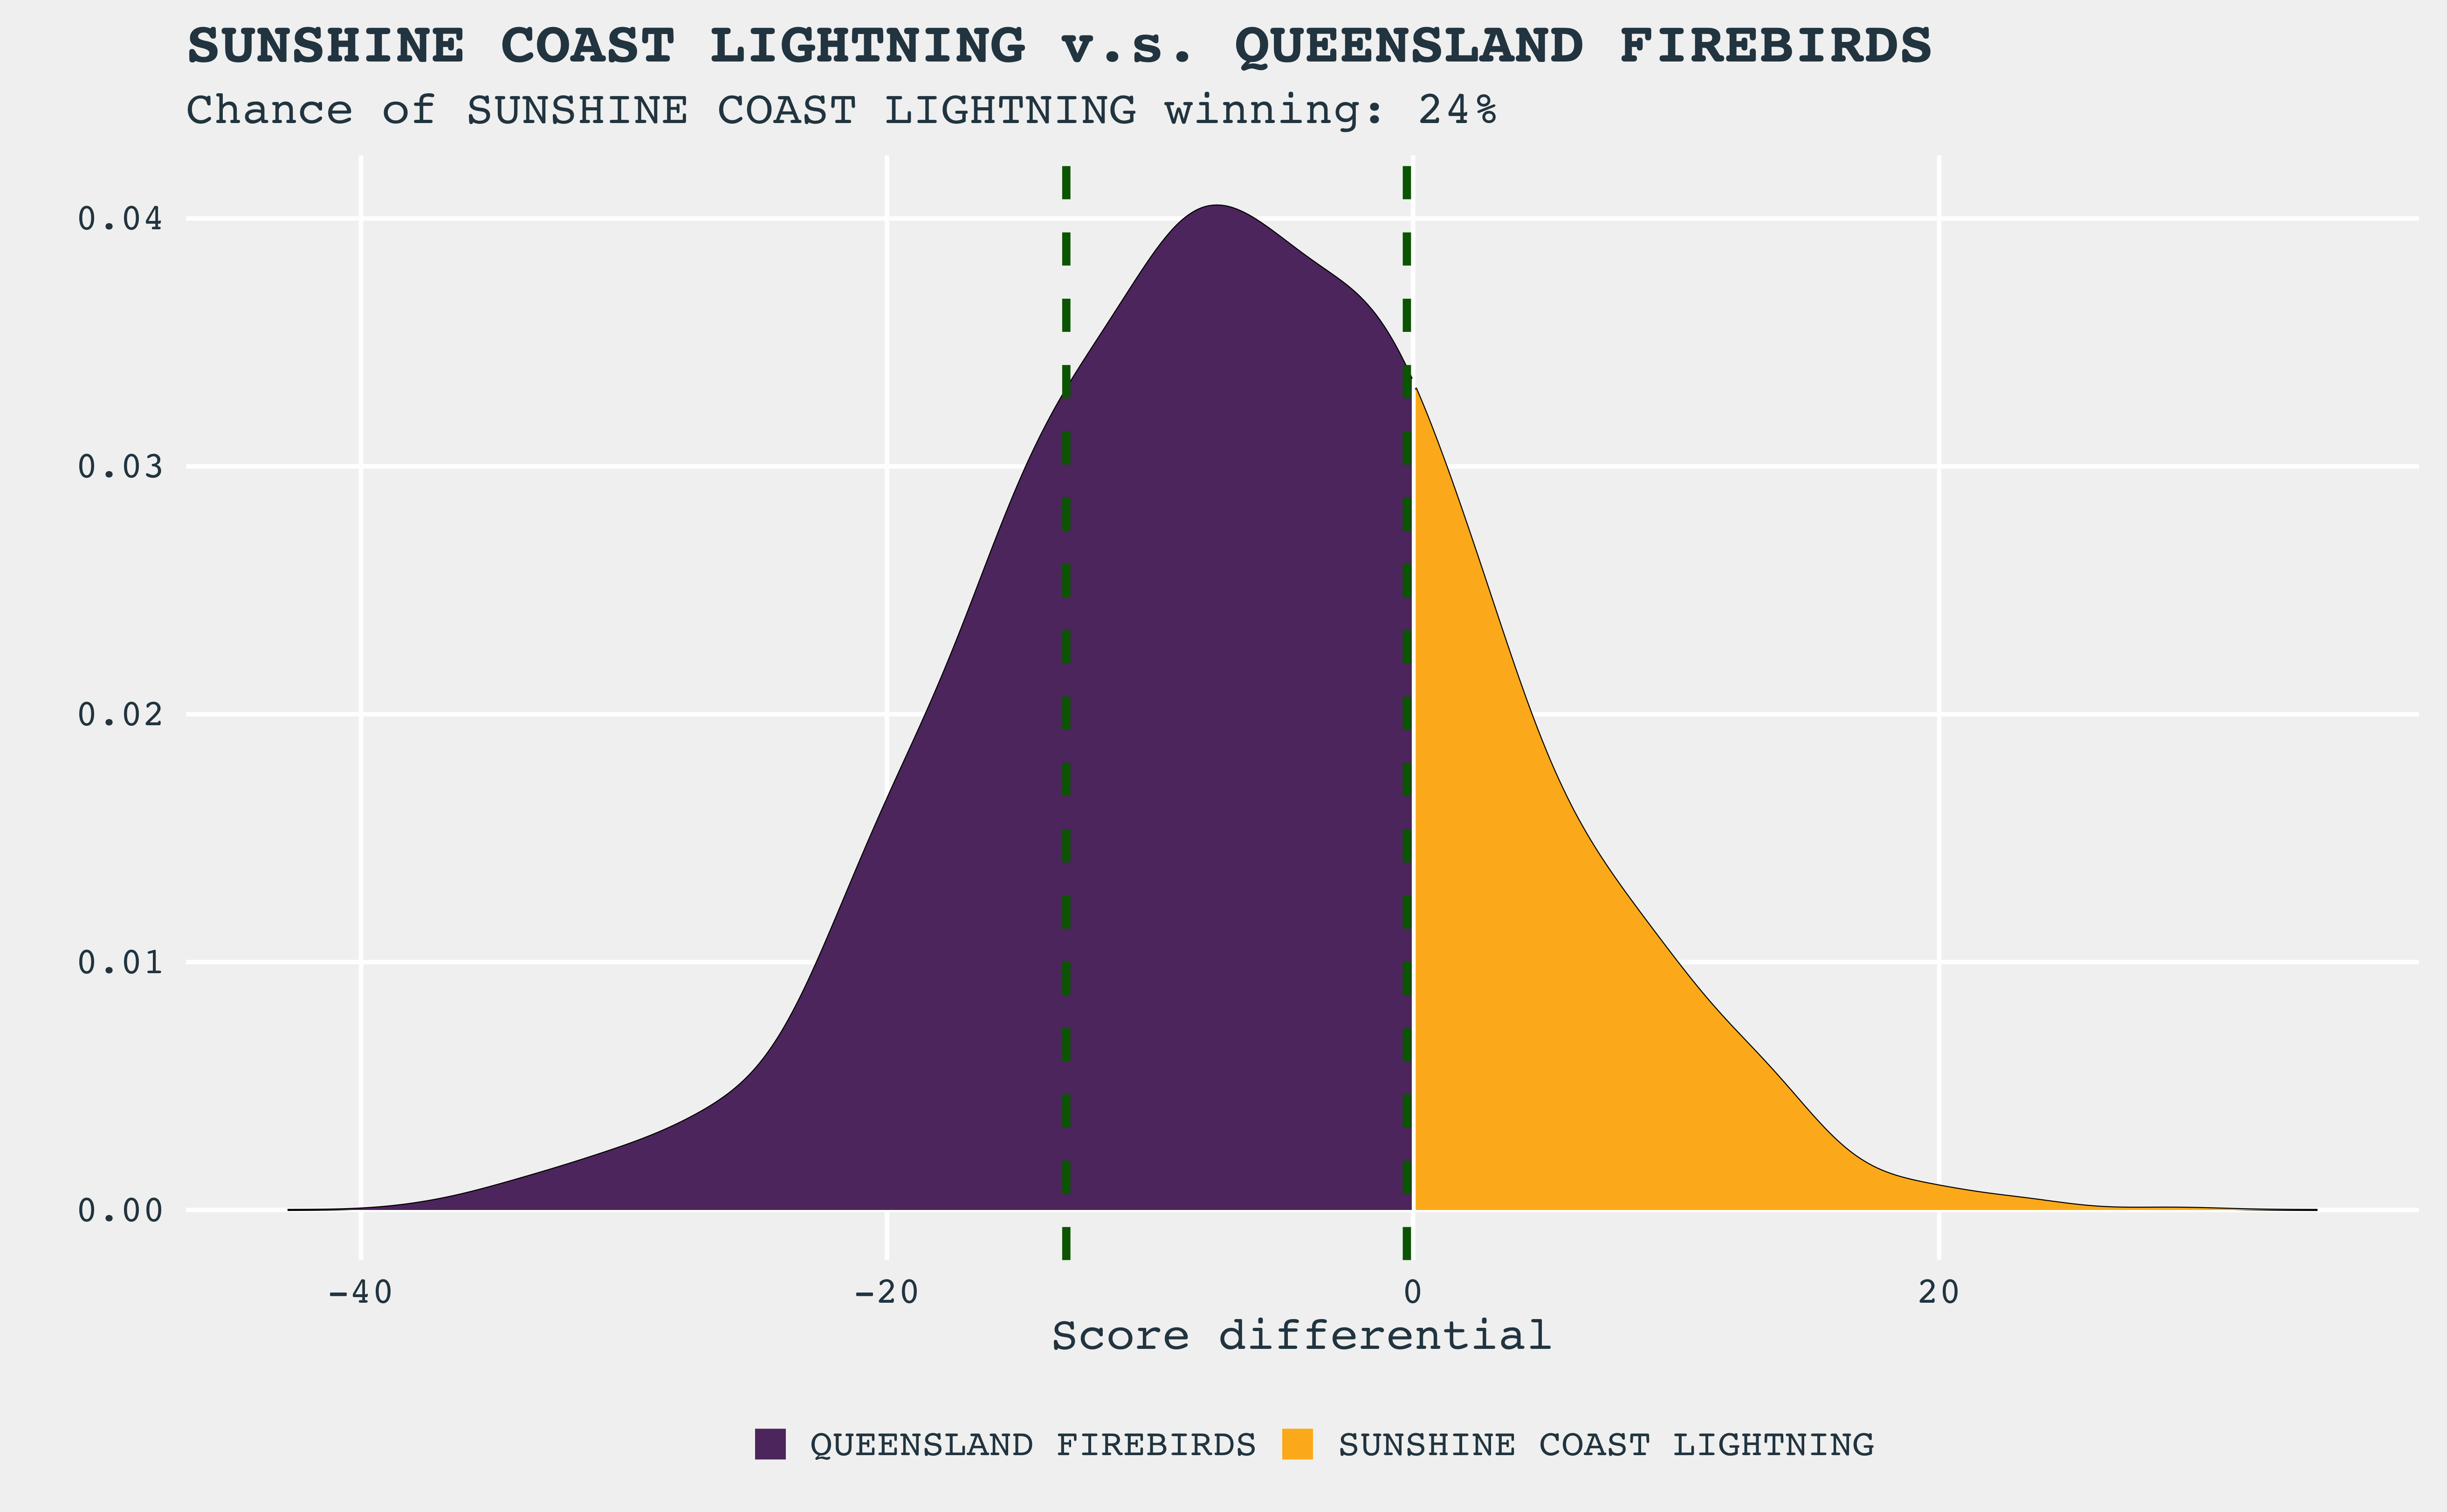 SUNSHINE COAST LIGHTNING v.s. QUEENSLAND FIREBIRDS
Chance of SUNSHINE COAST LIGHTNING winning: 24%
0.04
0.03
0.02
0.01
0.00
-40 -20 0 20
Score differential
QUEENSLAND FIREBIRDS SUNSHINE COAST LIGHTNING